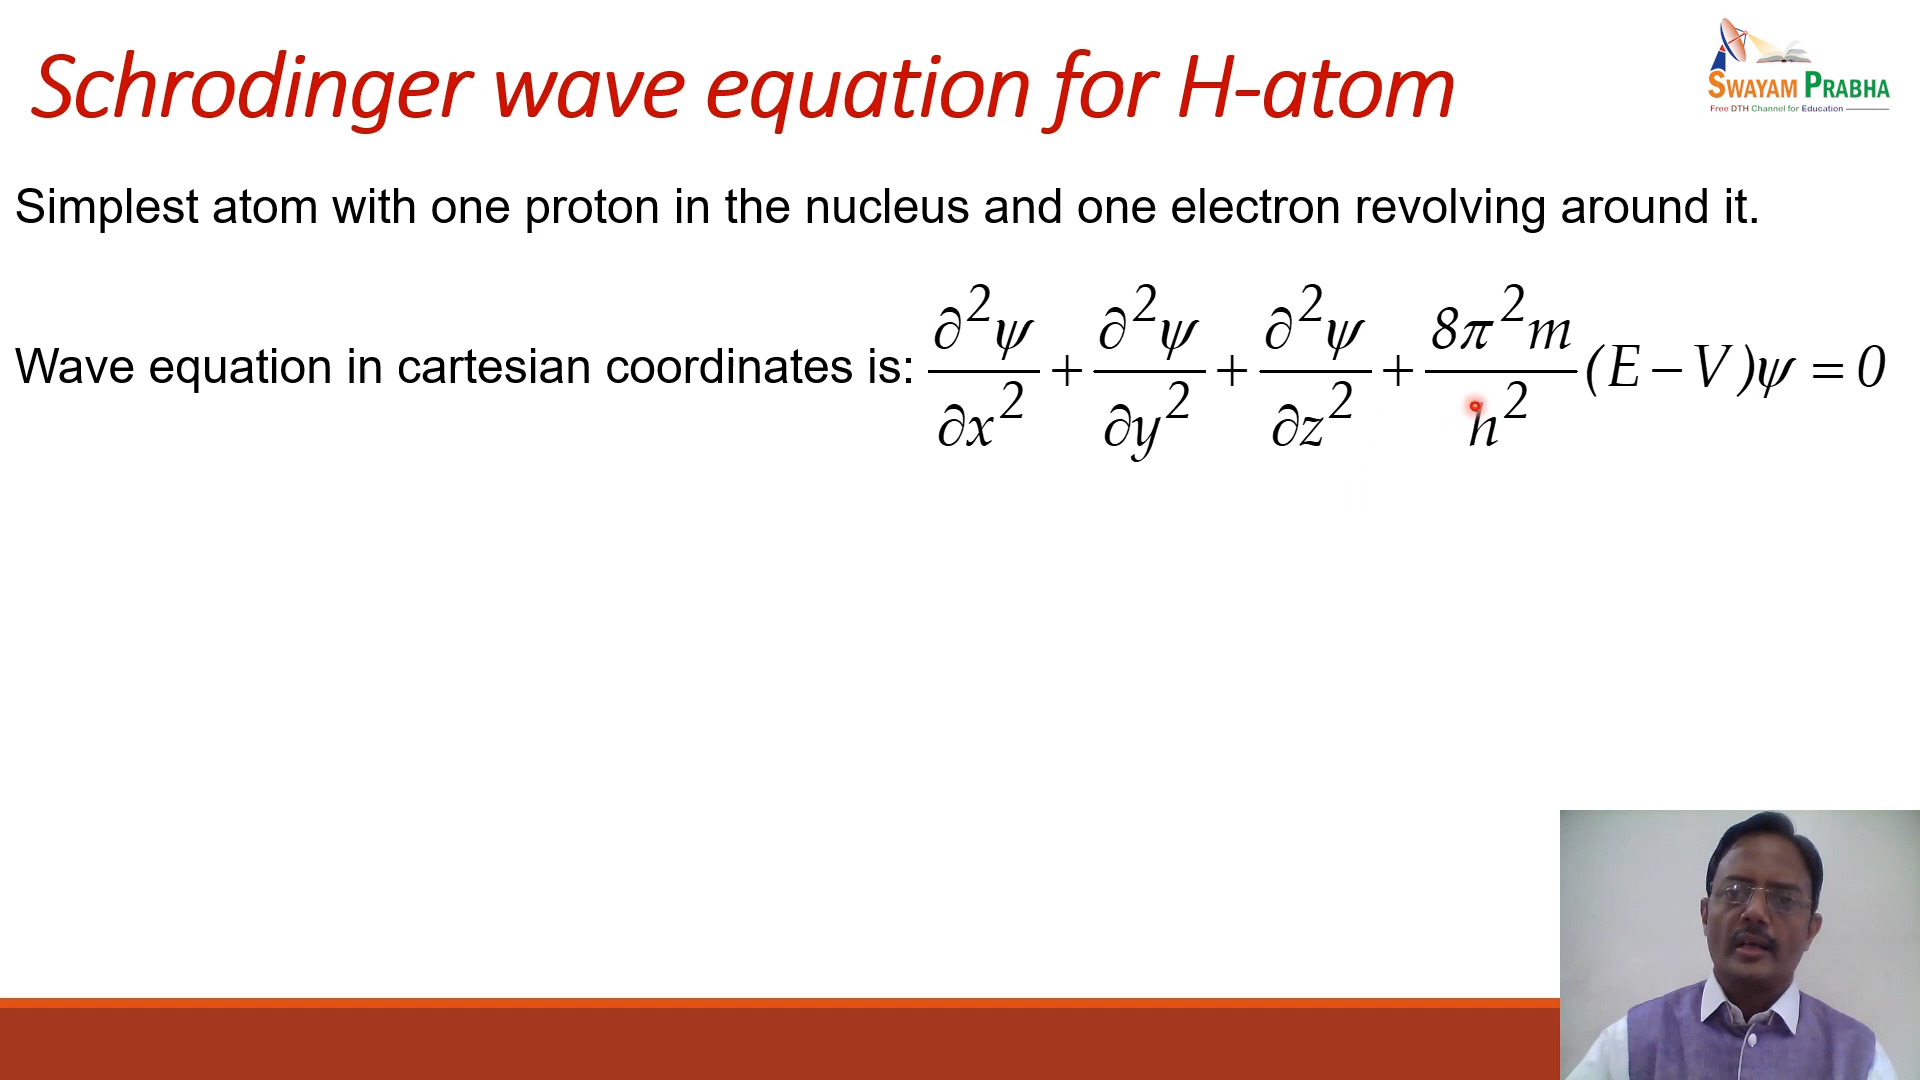 Schrodinger wave equation for H-atom
SWAYAM PRABHA
Free DTH Channel for Education
Simplest atom with one proton in the nucleus and one electron revolving around it.
Wave equation in cartesian coordinates is: ∂²ψ/∂x² + ∂²ψ/∂y² + ∂²ψ/∂z² + 8π²m/h² (E − V)ψ = 0